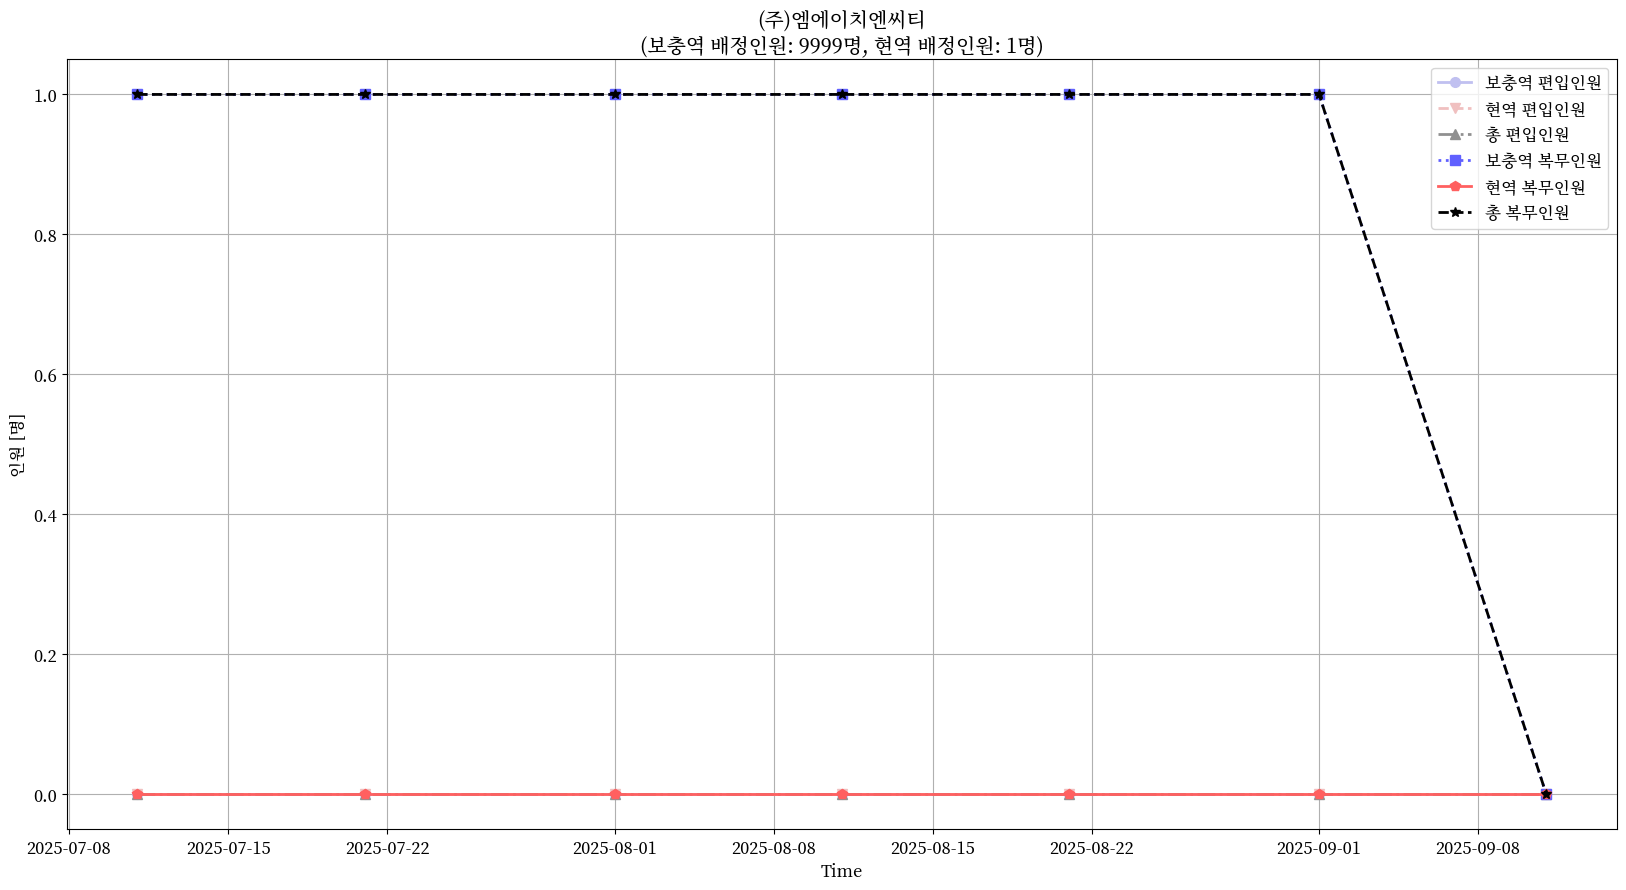 (주)엠에이치엔씨티
(보충역 배정인원: 9999명, 현역 배정인원: 1명)
보충역 편입인원
현역 편입인원
총 편입인원
보충역 복무인원
현역 복무인원
총 복무인원
인원 [명]
1.0
0.8
0.6
0.4
0.2
0.0
2025-07-08
2025-07-15
2025-07-22
2025-08-01
2025-08-08
2025-08-15
2025-08-22
2025-09-01
2025-09-08
Time